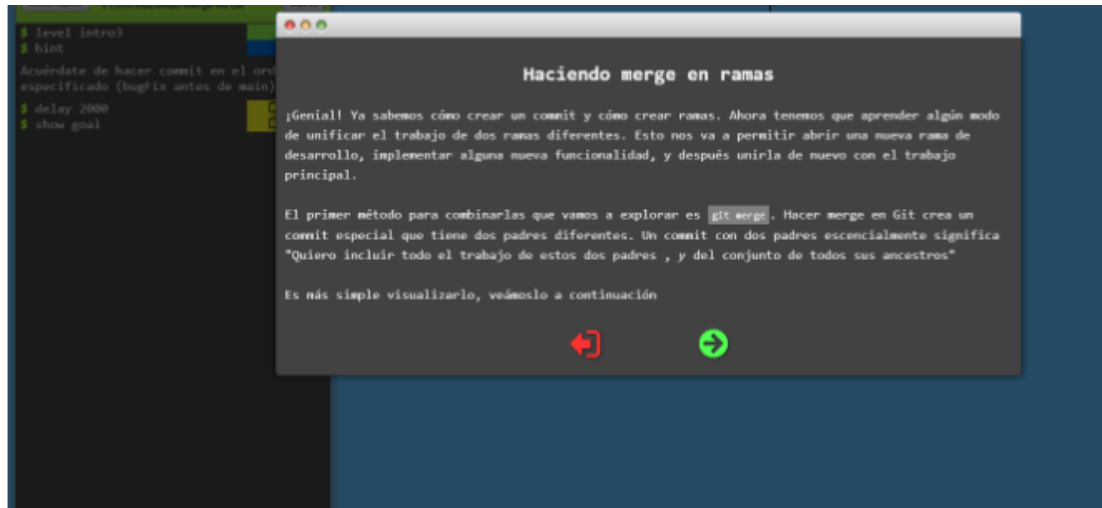 $ level intro3
$ hint
Acuérdate de hacer commit en el
especificado (bugFix antes de main)
$ delay 2000
$ show goal
Haciendo merge en ramas
¡Genial! Ya sabemos cómo crear un commit y cómo crear ramas. Ahora tenemos que aprender algún modo
de unificar el trabajo de dos ramas diferentes. Esto nos va a permitir abrir una nueva rama de
desarrollo, implementar alguna nueva funcionalidad, y después unirla de nuevo con el trabajo
principal.
El primer método para combinarlas que vamos a explorar es git merge. Hacer merge en Git crea un
commit especial que tiene dos padres diferentes. Un commit con dos padres escencialmente significa
"Quiero incluir todo el trabajo de estos dos padres , y del conjunto de todos sus ancestros"
Es más simple visualizarlo, veámoslo a continuación